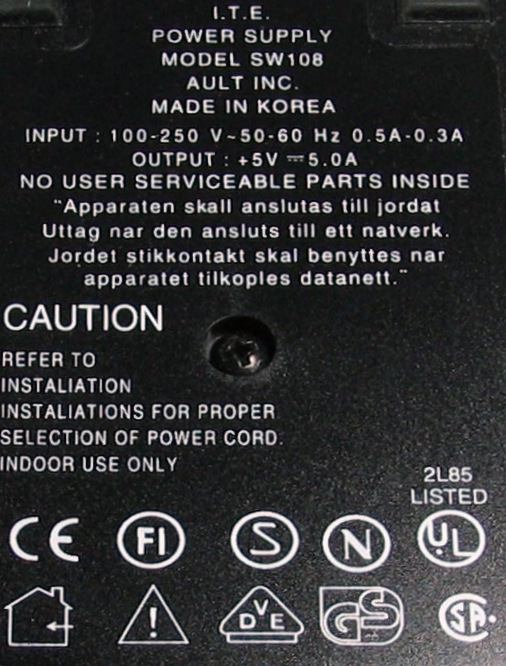 I.T.E.
POWER SUPPLY
MODEL SW108
AULT INC.
MADE IN KOREA
INPUT : 100-250 V~50-60 Hz 0.5A-0.3A
OUTPUT : +5V ⎓ 5.0A
NO USER SERVICEABLE PARTS INSIDE
"Apparaten skall anslutas till jordat
Uttag nar den ansluts till ett natverk.
Jordet stikkontakt skal benyttes nar
apparatet tilkoples datanett."
CAUTION
REFER TO
INSTALIATION
INSTALIATIONS FOR PROPER
SELECTION OF POWER CORD.
INDOOR USE ONLY
2L85
LISTED
CE FI S N UL
! DVE GS SA